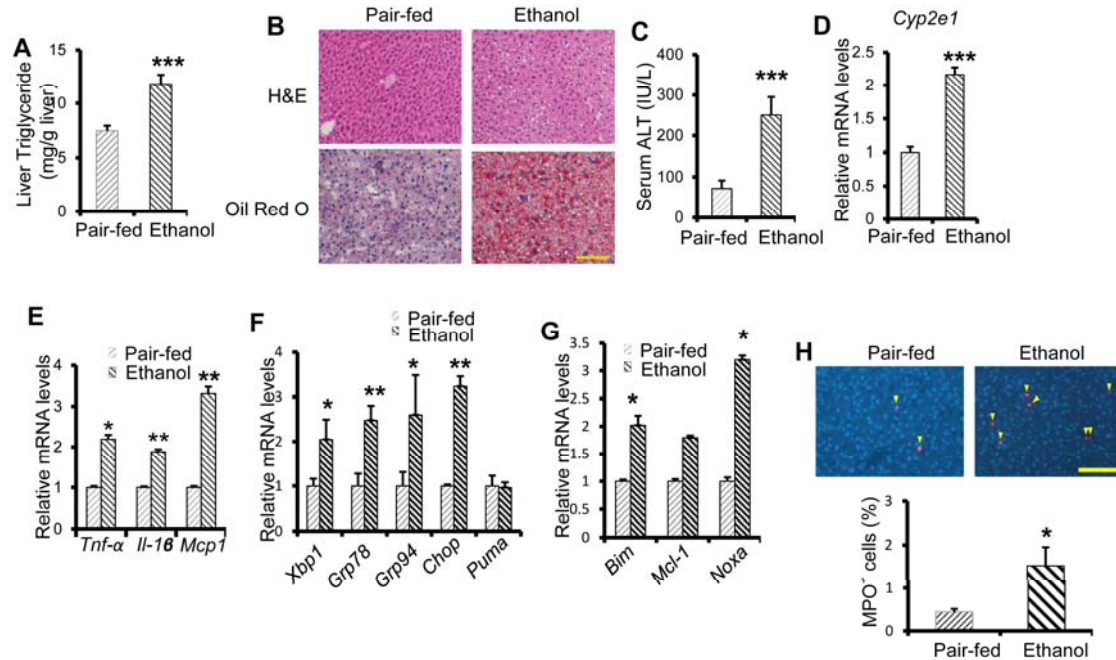 A
Liver Triglyceride
(mg/g liver)
15
10
5
0
***
Pair-fed Ethanol
B
Pair-fed Ethanol
H&E
Oil Red O
C
Serum ALT (IU/L)
400
300
200
100
0
***
Pair-fed Ethanol
D
Cyp2e1
Relative mRNA levels
2.5
2
1.5
1
0.5
0
***
Pair-fed Ethanol
E
Pair-fed
Ethanol
Relative mRNA levels
4
3
2
1
0
* ** **
Tnf-α Il-1β Mcp1
F
Pair-fed
Ethanol
Relative mRNA levels
4
3
2
1
0
* ** * **
Xbp1 Grp78 Grp94 Chop Puma
G
Pair-fed
Ethanol
Relative mRNA levels
3.5
3
2.5
2
1.5
1
0.5
0
* *
Bim Mcl-1 Noxa
H
Pair-fed Ethanol
MPO⁺ cells (%)
3
2
1
0
*
Pair-fed Ethanol